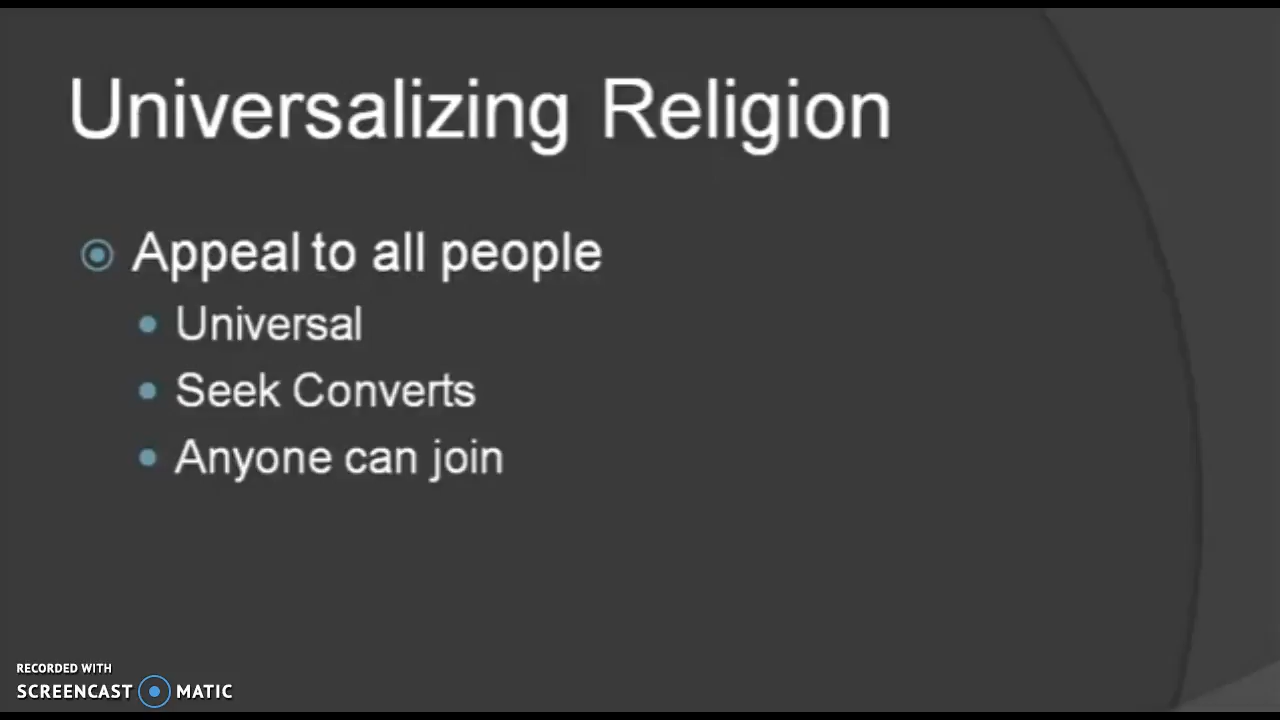 Universalizing Religion
Appeal to all people
Universal
Seek Converts
Anyone can join
RECORDED WITH
SCREENCAST MATIC